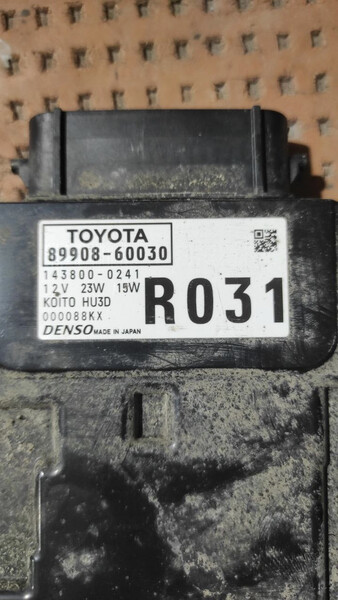 TOYOTA
89908-60030
143800-0241
12V 23W 15W
KOITO HU3D
000088KX
DENSO MADE IN JAPAN
R031